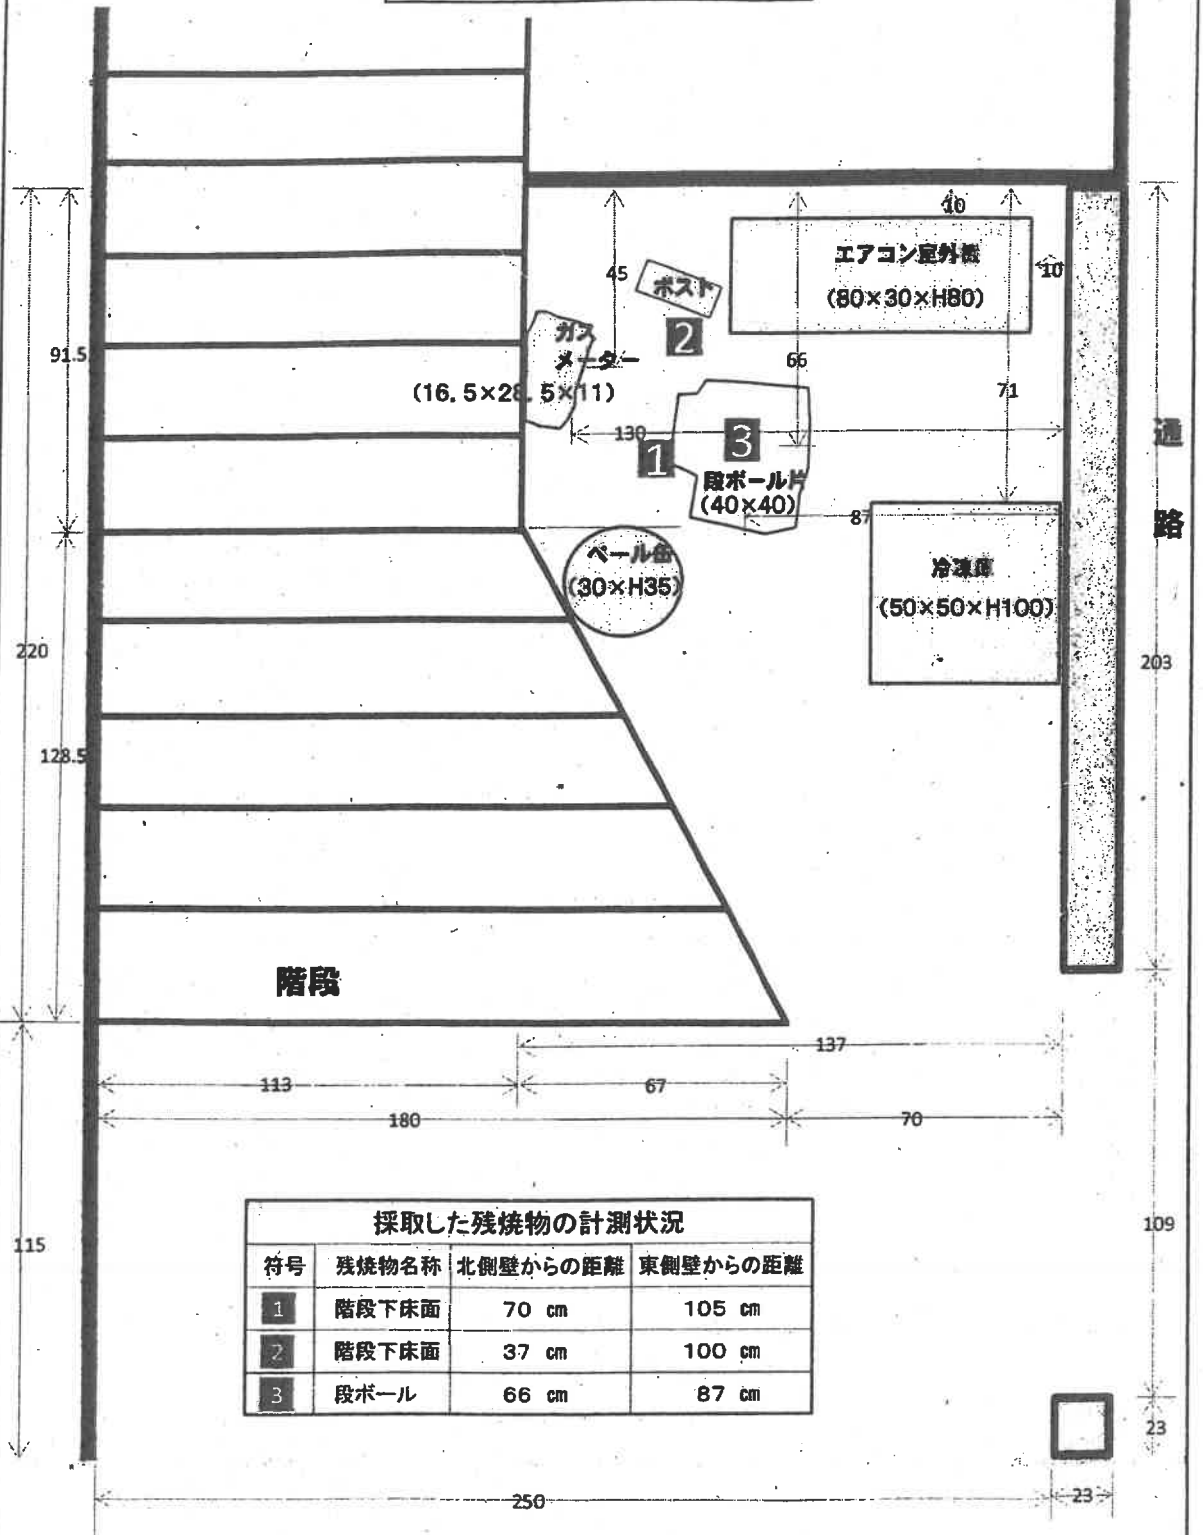 10
エアコン室外機
45
ポスト
10
(80×30×H80)
2
ガス
91.5
メーター
66
(16.5×28.5×11)
71
通
130
3
1
段ボール片
(40×40)
87
路
ペール缶
冷凍庫
(30×H35)
(50×50×H100)
220
203
128.5
階段
137
113
67
180
70
採取した残焼物の計測状況
符号 残焼物名称 北側壁からの距離 東側壁からの距離
1 階段下床面 70 cm 105 cm
2 階段下床面 37 cm 100 cm
3 段ボール 66 cm 87 cm
109
115
23
250
23